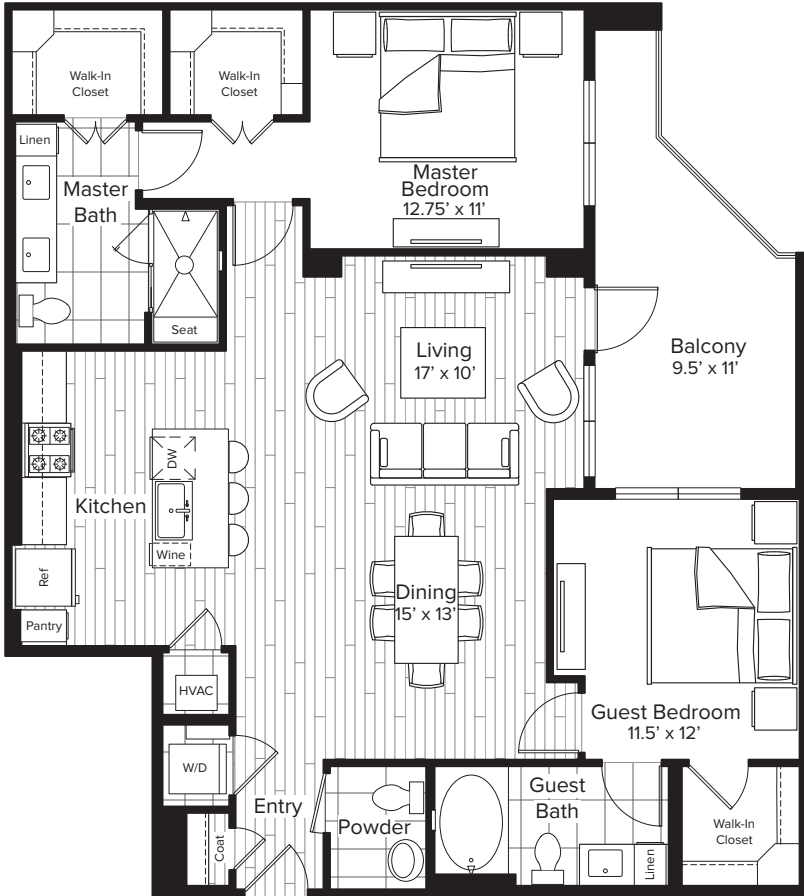 Walk-In
Closet
Walk-In
Closet
Linen
Master
Bath
Master
Bedroom
12.75’ x 11’
Seat
Living
17’ x 10’
Balcony
9.5’ x 11’
DW
Kitchen
Wine
Ref
Dining
15’ x 13’
Pantry
HVAC
Guest Bedroom
11.5’ x 12’
W/D
Entry
Guest
Bath
Powder
Coat
Walk-In
Closet
Linen